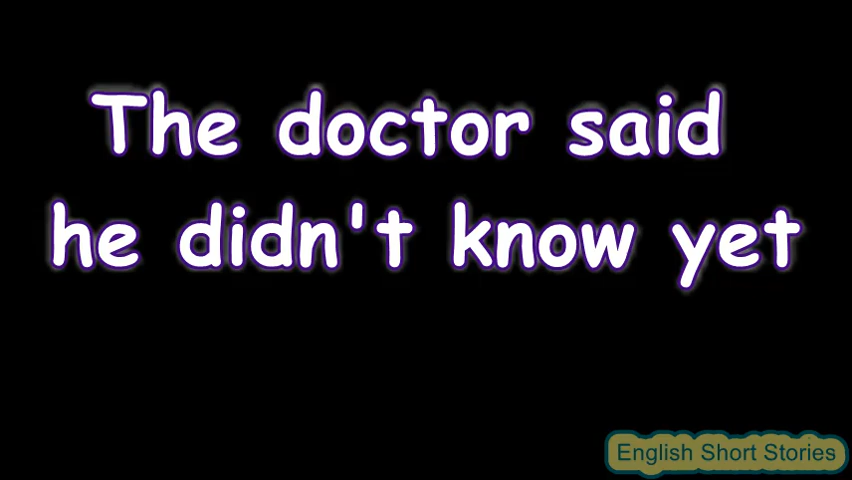 The doctor said
he didn't know yet
English Short Stories